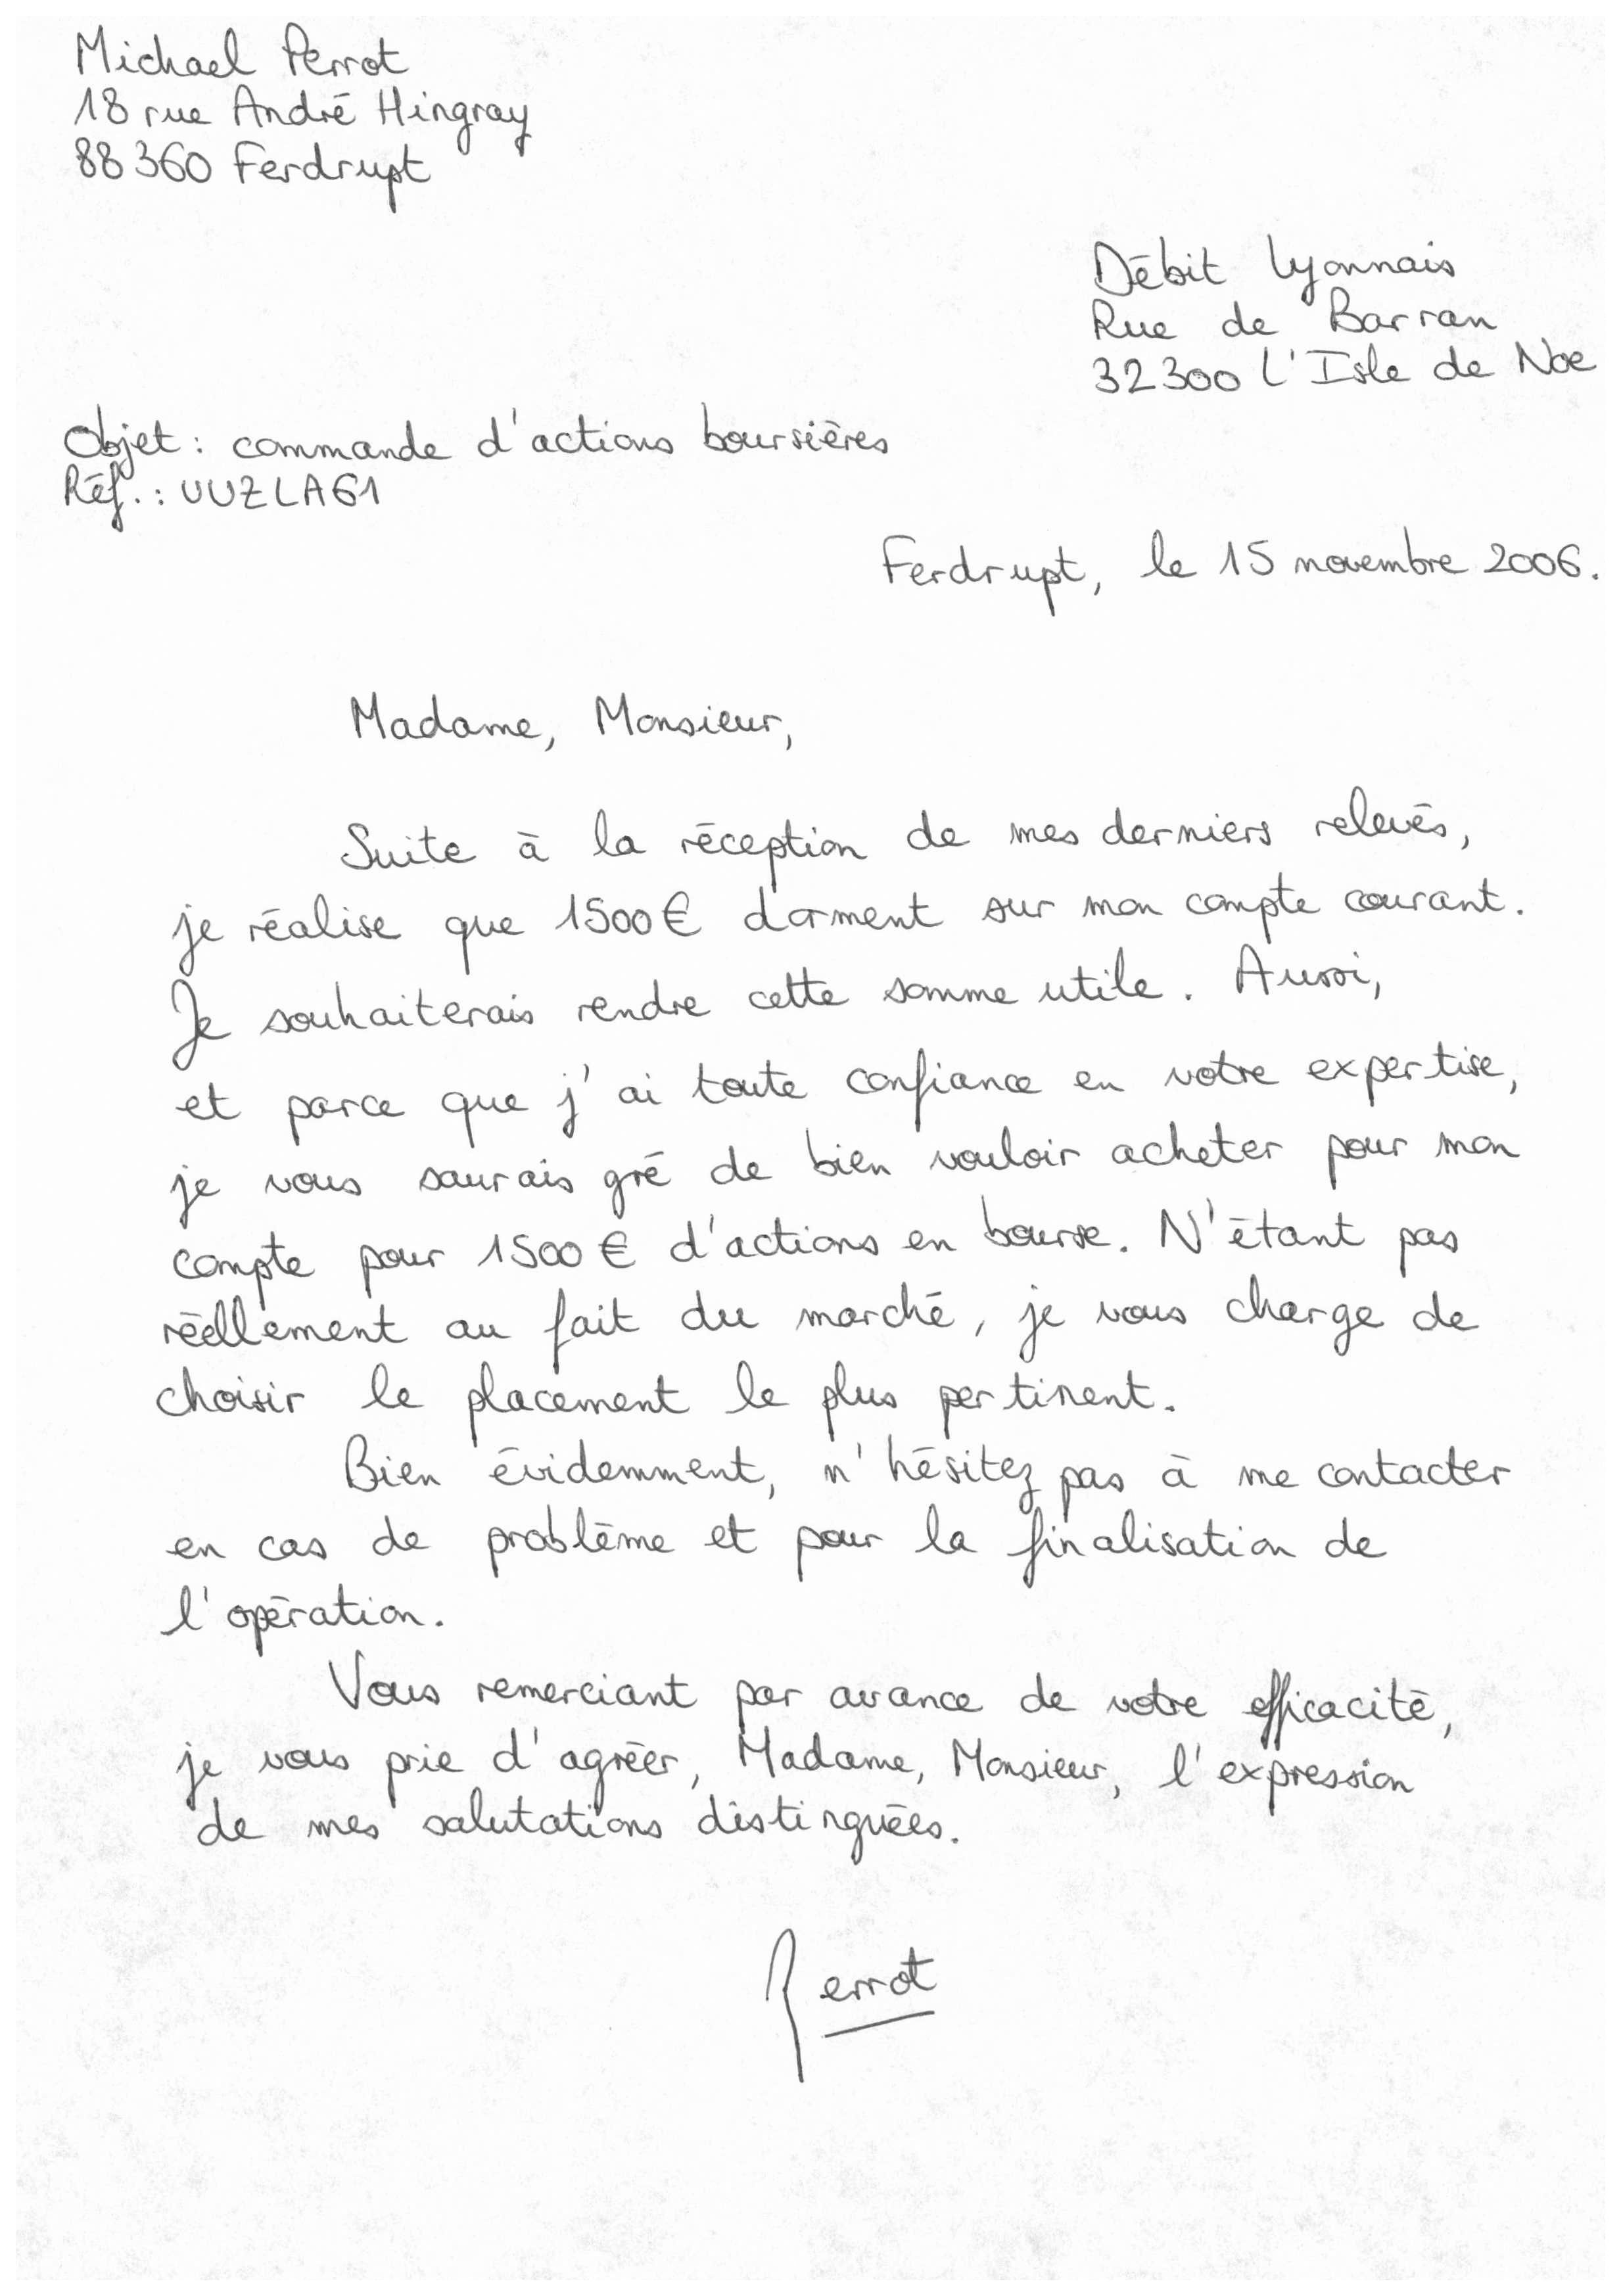 Michael Perrot
18 rue André Hingray
88360 Ferdrupt
Débit Lyonnais
Rue de Barran
32300 l'Isle de Noe
Objet : commande d'actions boursières
Réf. : UUZLA61
Ferdrupt, le 15 novembre 2006.
Madame, Monsieur,
Suite à la réception de mes derniers relevés,
je réalise que 1500€ dorment sur mon compte courant.
Je souhaiterais rendre cette somme utile. Aussi,
et parce que j'ai toute confiance en votre expertise,
je vous saurais gré de bien vouloir acheter pour mon
compte pour 1500€ d'actions en bourse. N'étant pas
réellement au fait du marché, je vous charge de
choisir le placement le plus pertinent.
Bien évidemment, n'hésitez pas à me contacter
en cas de problème et pour la finalisation de
l'opération.
Vous remerciant par avance de votre efficacité,
je vous prie d'agréer, Madame, Monsieur, l'expression
de mes salutations distinguées.
Perrot